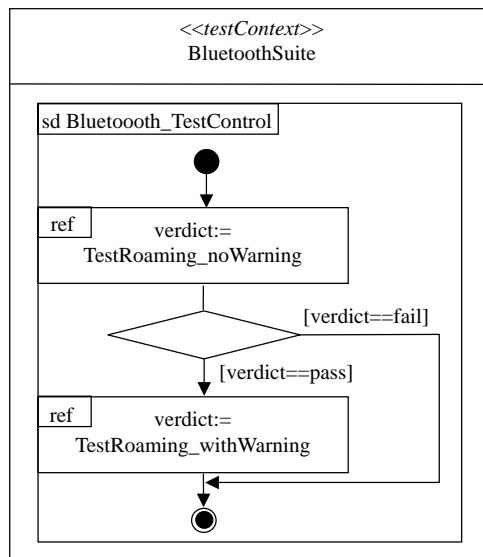 <<testContext>>
BluetoothSuite
sd Bluetoooth_TestControl
ref
verdict:=
TestRoaming_noWarning
[verdict==fail]
[verdict==pass]
ref
verdict:=
TestRoaming_withWarning